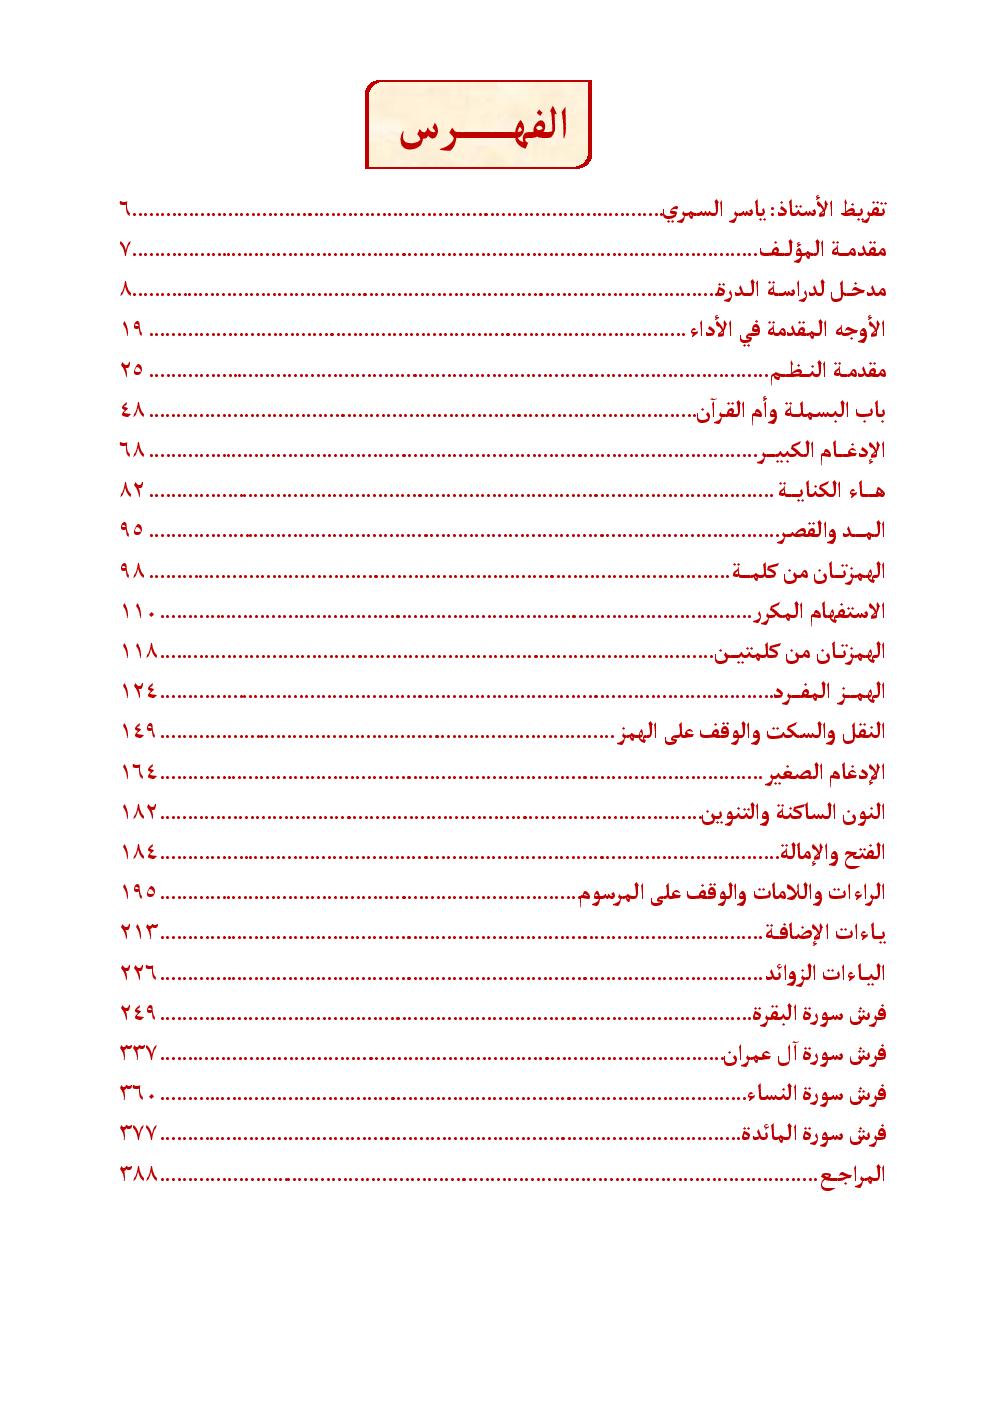 الفهـــرس
تقريظ الأستاذ: ياسر السمري ٦
مقدمة المؤلف ٧
مدخل لدراسة الدرة ٨
الأوجه المقدمة في الأداء ١٩
مقدمة النظم ٢٥
باب البسملة وأم القرآن ٤٨
الإدغام الكبير ٦٨
هاء الكناية ٨٢
المد والقصر ٩٥
الهمزتان من كلمة ٩٨
الاستفهام المكرر ١١٠
الهمزتان من كلمتين ١١٨
الهمز المفرد ١٢٤
النقل والسكت والوقف على الهمز ١٤٩
الإدغام الصغير ١٦٤
النون الساكنة والتنوين ١٨٢
الفتح والإمالة ١٨٤
الراءات واللامات والوقف على المرسوم ١٩٥
ياءات الإضافة ٢١٣
الياءات الزوائد ٢٢٦
فرش سورة البقرة ٢٤٩
فرش سورة آل عمران ٣٣٧
فرش سورة النساء ٣٦٠
فرش سورة المائدة ٣٧٧
المراجع ٣٨٨